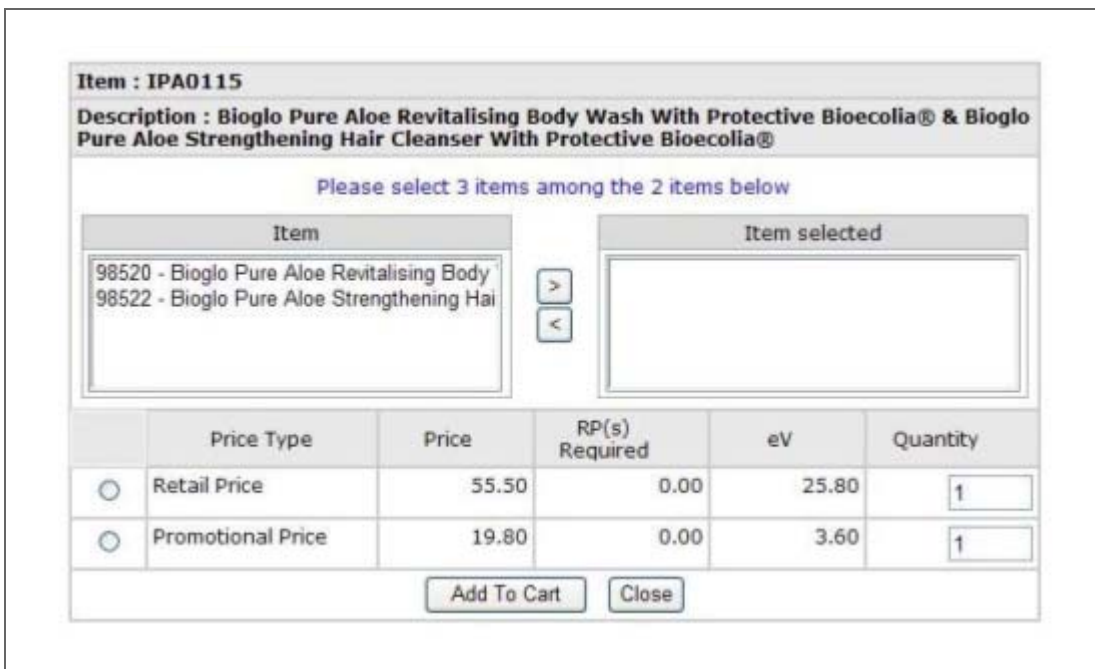 Item : IPA0115
Description : Bioglo Pure Aloe Revitalising Body Wash With Protective Bioecolia® & Bioglo
Pure Aloe Strengthening Hair Cleanser With Protective Bioecolia®
Please select 3 items among the 2 items below
Item
Item selected
98520 - Bioglo Pure Aloe Revitalising Body
98522 - Bioglo Pure Aloe Strengthening Hai
>
<
Price Type Price RP(s) Required eV Quantity
Retail Price 55.50 0.00 25.80 1
Promotional Price 19.80 0.00 3.60 1
Add To Cart Close